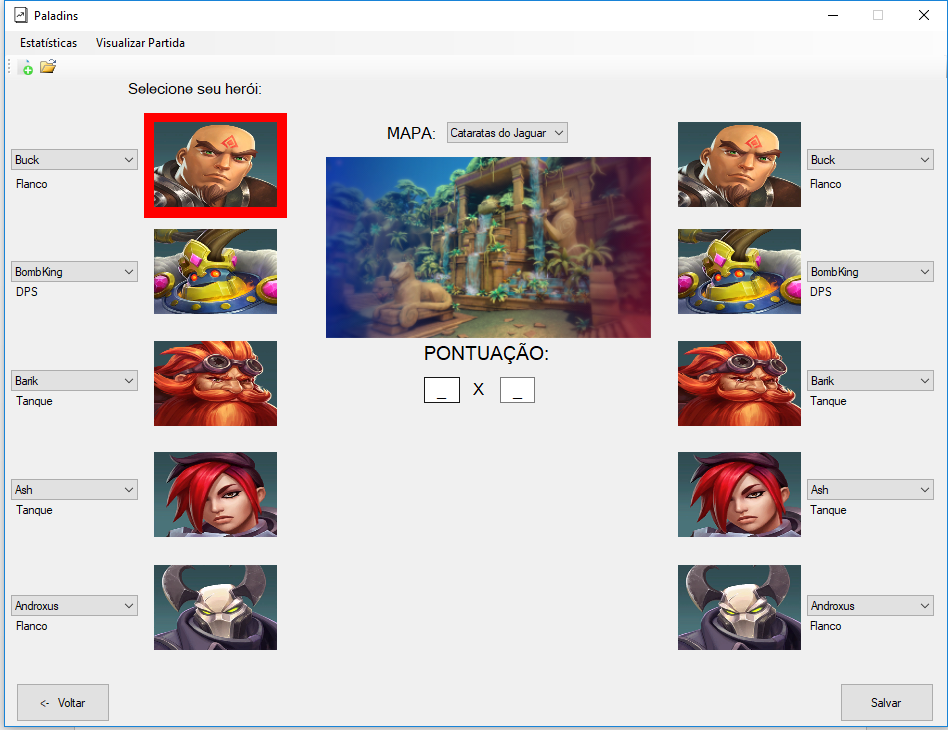 Paladins
Estatísticas Visualizar Partida
Selecione seu herói:
MAPA: Cataratas do Jaguar
Buck
Flanco
BombKing
DPS
Barik
Tanque
Ash
Tanque
Androxus
Flanco
PONTUAÇÃO:
_ X _
Buck
Flanco
BombKing
DPS
Barik
Tanque
Ash
Tanque
Androxus
Flanco
<- Voltar
Salvar